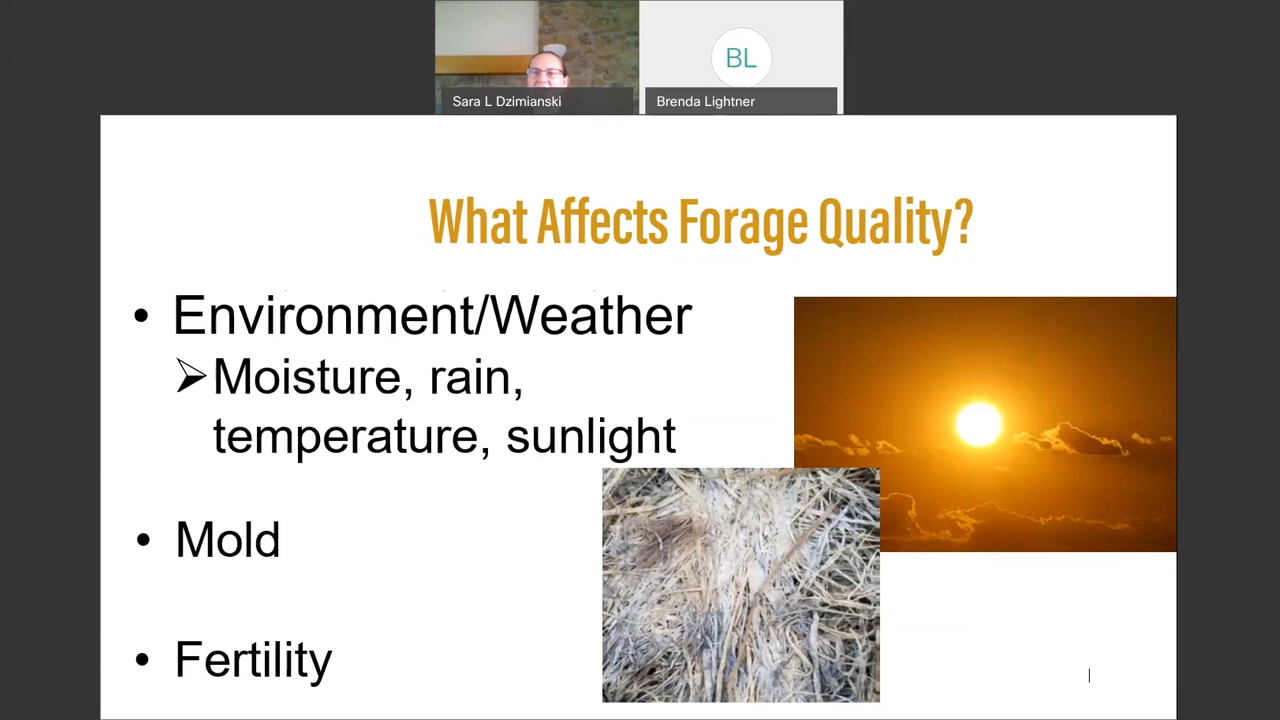 BL
Sara L Dzimianski
Brenda Lightner
What Affects Forage Quality?
• Environment/Weather
➢Moisture, rain,
temperature, sunlight
• Mold
• Fertility